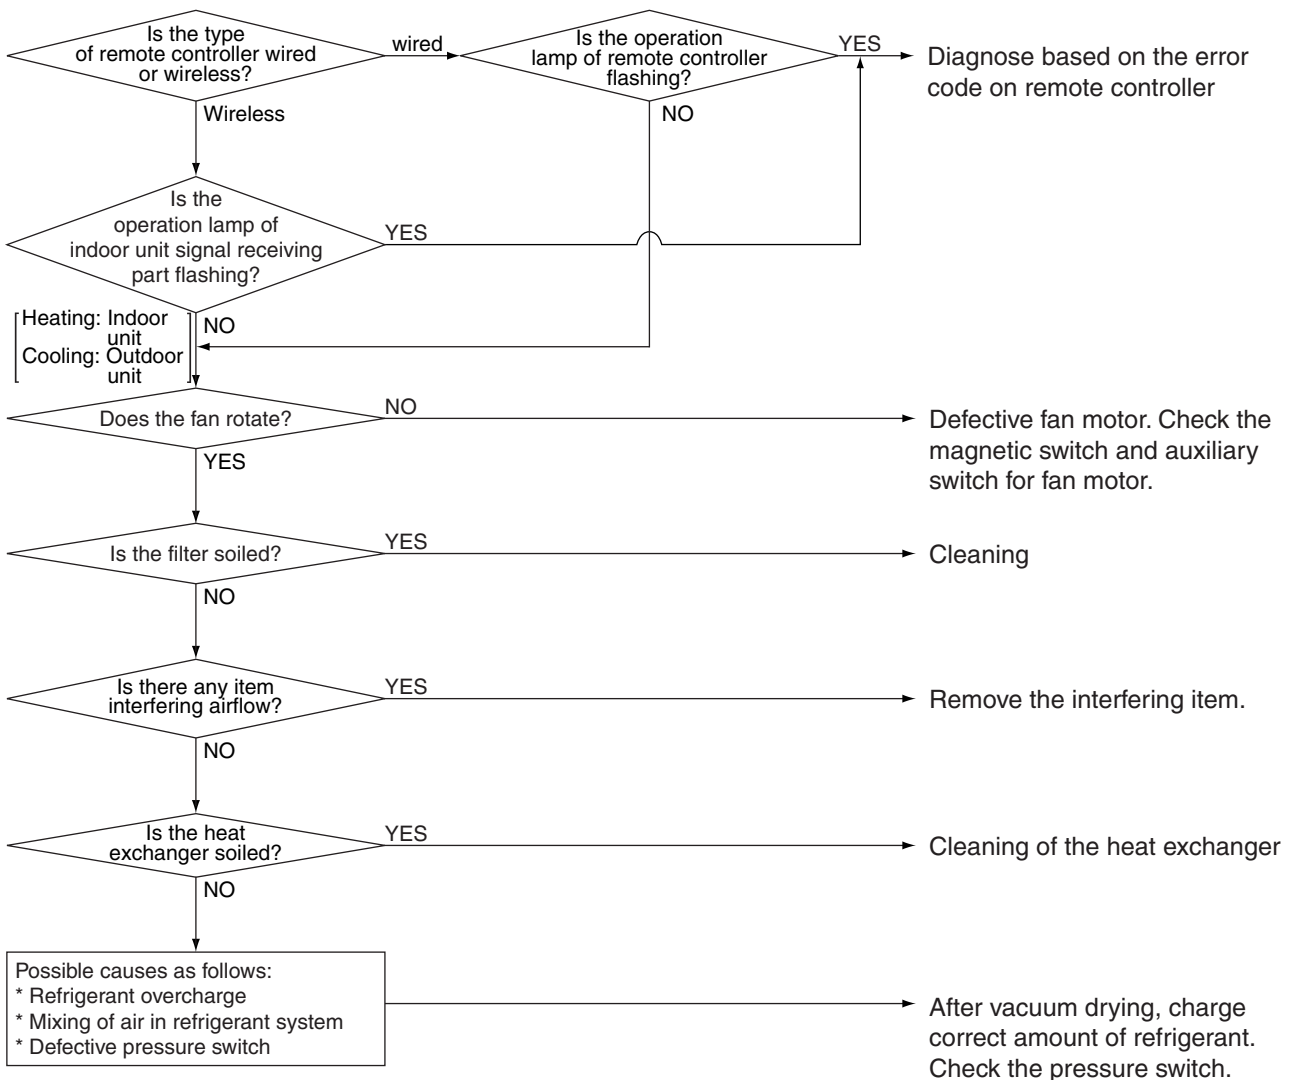 Is the type
of remote controller wired
or wireless?
wired
Is the operation
lamp of remote controller
flashing?
YES
Diagnose based on the error
code on remote controller
Wireless
NO
Is the
operation lamp of
indoor unit signal receiving
part flashing?
YES
Heating: Indoor
unit
Cooling: Outdoor
unit
NO
Does the fan rotate?
NO
Defective fan motor. Check the
magnetic switch and auxiliary
switch for fan motor.
YES
Is the filter soiled?
YES
Cleaning
NO
Is there any item
interfering airflow?
YES
Remove the interfering item.
NO
Is the heat
exchanger soiled?
YES
Cleaning of the heat exchanger
NO
Possible causes as follows:
* Refrigerant overcharge
* Mixing of air in refrigerant system
* Defective pressure switch
After vacuum drying, charge
correct amount of refrigerant.
Check the pressure switch.